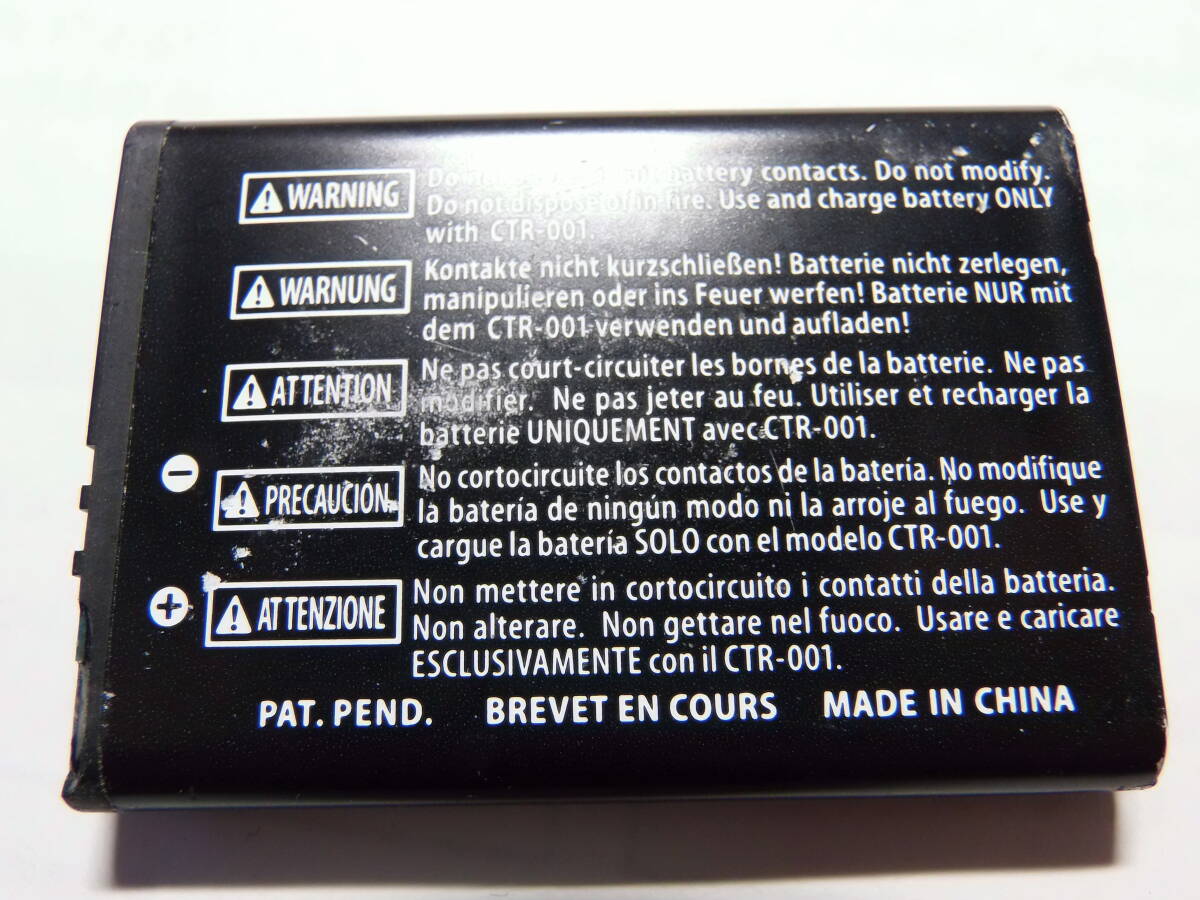 WARNING
Do not short-circuit battery contacts. Do not modify.
Do not dispose of in fire. Use and charge battery ONLY
with CTR-001.
WARNUNG
Kontakte nicht kurzschließen! Batterie nicht zerlegen,
manipulieren oder ins Feuer werfen! Batterie NUR mit
dem CTR-001 verwenden und aufladen!
ATTENTION
Ne pas court-circuiter les bornes de la batterie. Ne pas
modifier. Ne pas jeter au feu. Utiliser et recharger la
batterie UNIQUEMENT avec CTR-001.
−
PRECAUCIÓN
No cortocircuite los contactos de la batería. No modifique
la batería de ningún modo ni la arroje al fuego. Use y
cargue la batería SOLO con el modelo CTR-001.
+
ATTENZIONE
Non mettere in cortocircuito i contatti della batteria.
Non alterare. Non gettare nel fuoco. Usare e caricare
ESCLUSIVAMENTE con il CTR-001.
PAT. PEND. BREVET EN COURS MADE IN CHINA